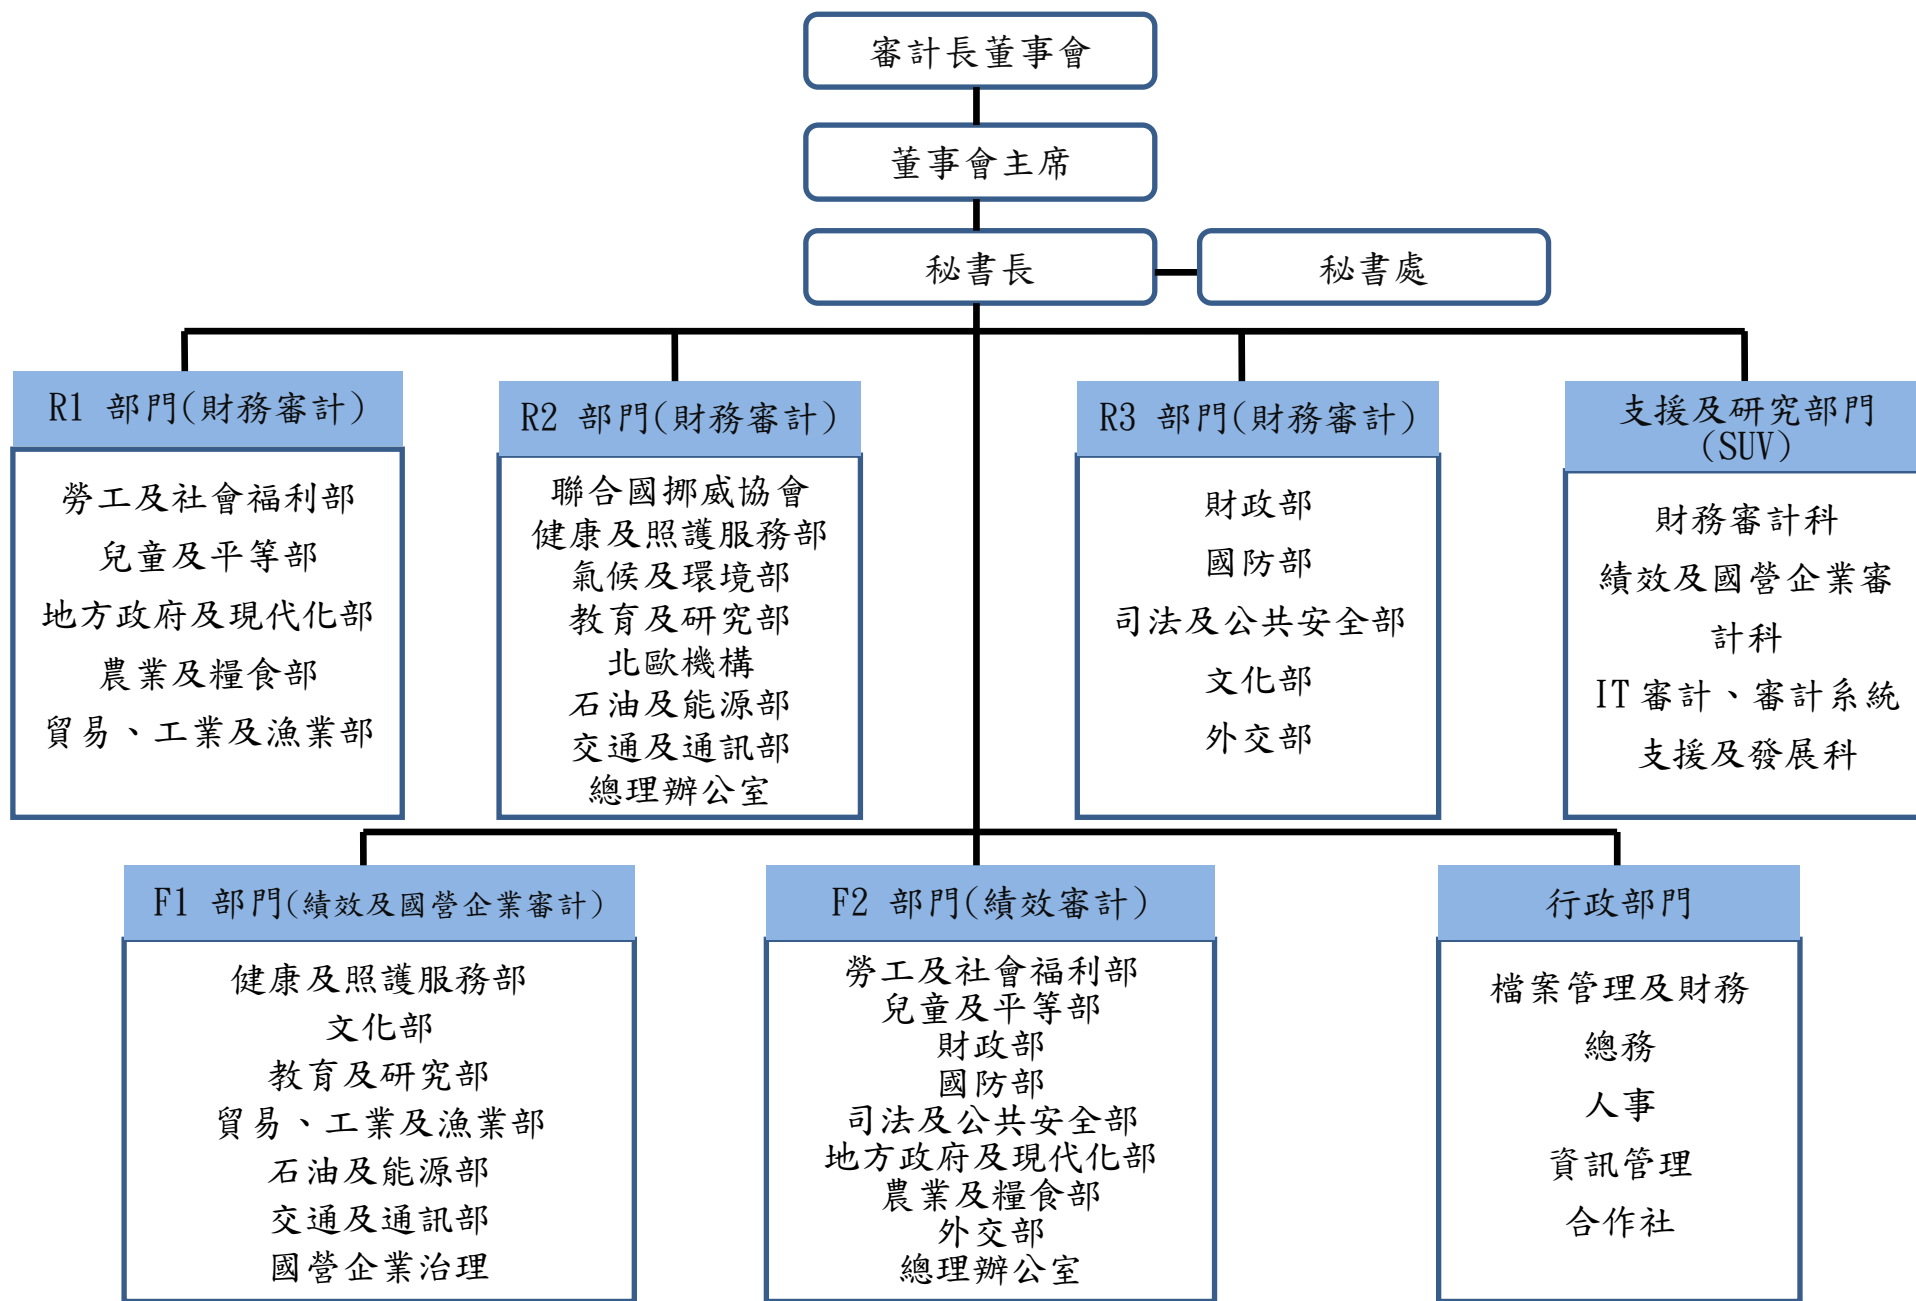 審計長董事會
董事會主席
秘書長
秘書處
R1 部門(財務審計)
勞工及社會福利部
兒童及平等部
地方政府及現代化部
農業及糧食部
貿易、工業及漁業部
R2 部門(財務審計)
聯合國挪威協會
健康及照護服務部
氣候及環境部
教育及研究部
北歐機構
石油及能源部
交通及通訊部
總理辦公室
R3 部門(財務審計)
財政部
國防部
司法及公共安全部
文化部
外交部
支援及研究部門
(SUV)
財務審計科
績效及國營企業審
計科
IT 審計、審計系統
支援及發展科
F1 部門(績效及國營企業審計)
健康及照護服務部
文化部
教育及研究部
貿易、工業及漁業部
石油及能源部
交通及通訊部
國營企業治理
F2 部門(績效審計)
勞工及社會福利部
兒童及平等部
財政部
國防部
司法及公共安全部
地方政府及現代化部
農業及糧食部
外交部
總理辦公室
行政部門
檔案管理及財務
總務
人事
資訊管理
合作社